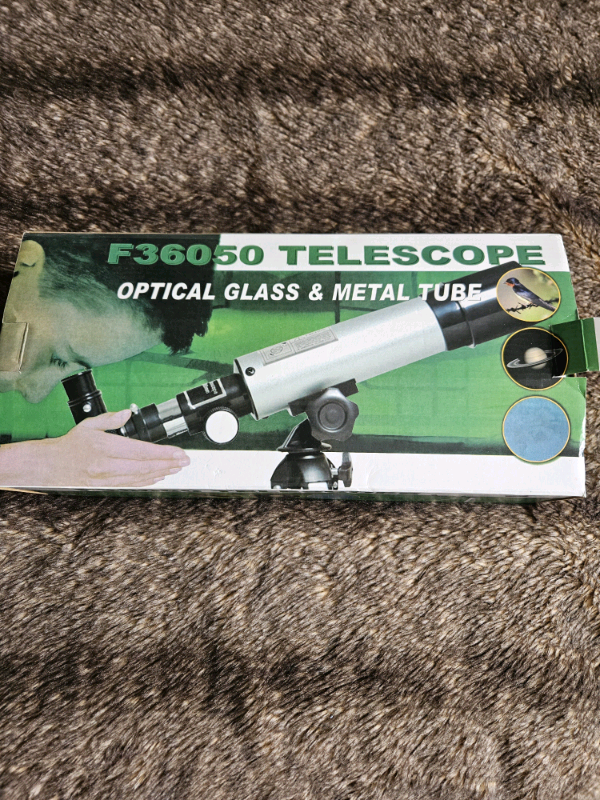 F36050 TELESCOPE
OPTICAL GLASS & METAL TUBE